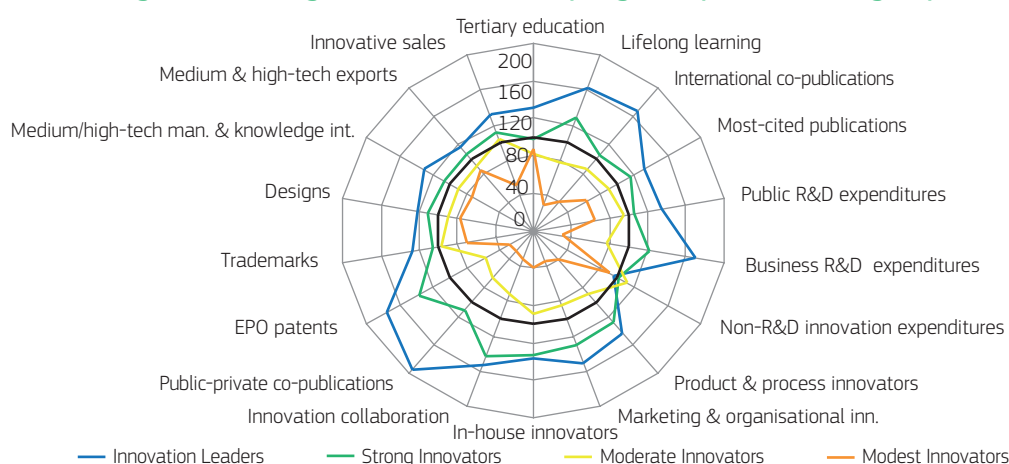 Tertiary education
Innovative sales
Lifelong learning
Medium & high-tech exports
International co-publications
Medium/high-tech man. & knowledge int.
Most-cited publications
Designs
Public R&D expenditures
Trademarks
Business R&D expenditures
EPO patents
Non-R&D innovation expenditures
Public-private co-publications
Product & process innovators
Innovation collaboration
Marketing & organisational inn.
In-house innovators
200
160
120
80
40
0
Innovation Leaders
Strong Innovators
Moderate Innovators
Modest Innovators